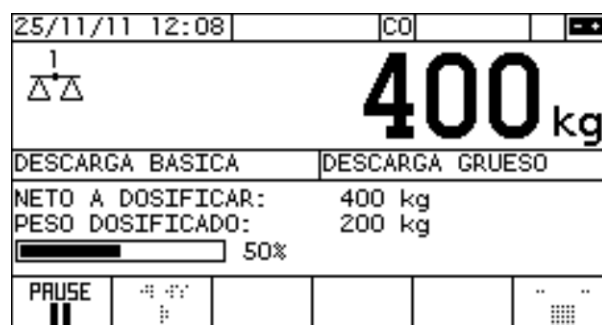 25/11/11 12:08 CO
1
400 kg
DESCARGA BASICA DESCARGA GRUESO
NETO A DOSIFICAR: 400 kg
PESO DOSIFICADO: 200 kg
50%
PAUSE